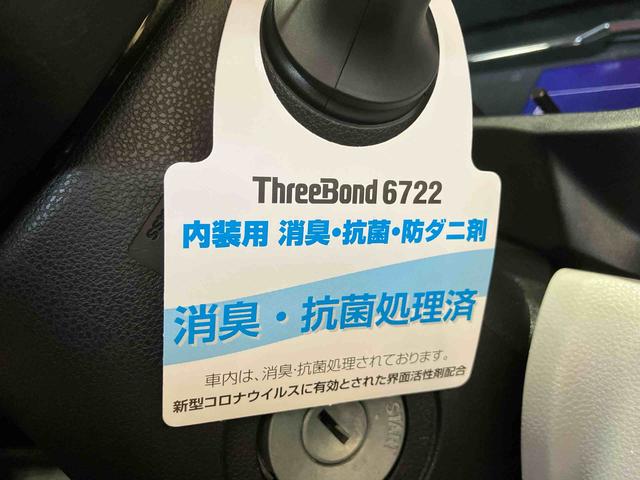 ThreeBond 6722
内装用 消臭・抗菌・防ダニ剤
消臭・抗菌処理済
車内は、消臭・抗菌処理されております。
新型コロナウイルスに有効とされた界面活性剤配合
START